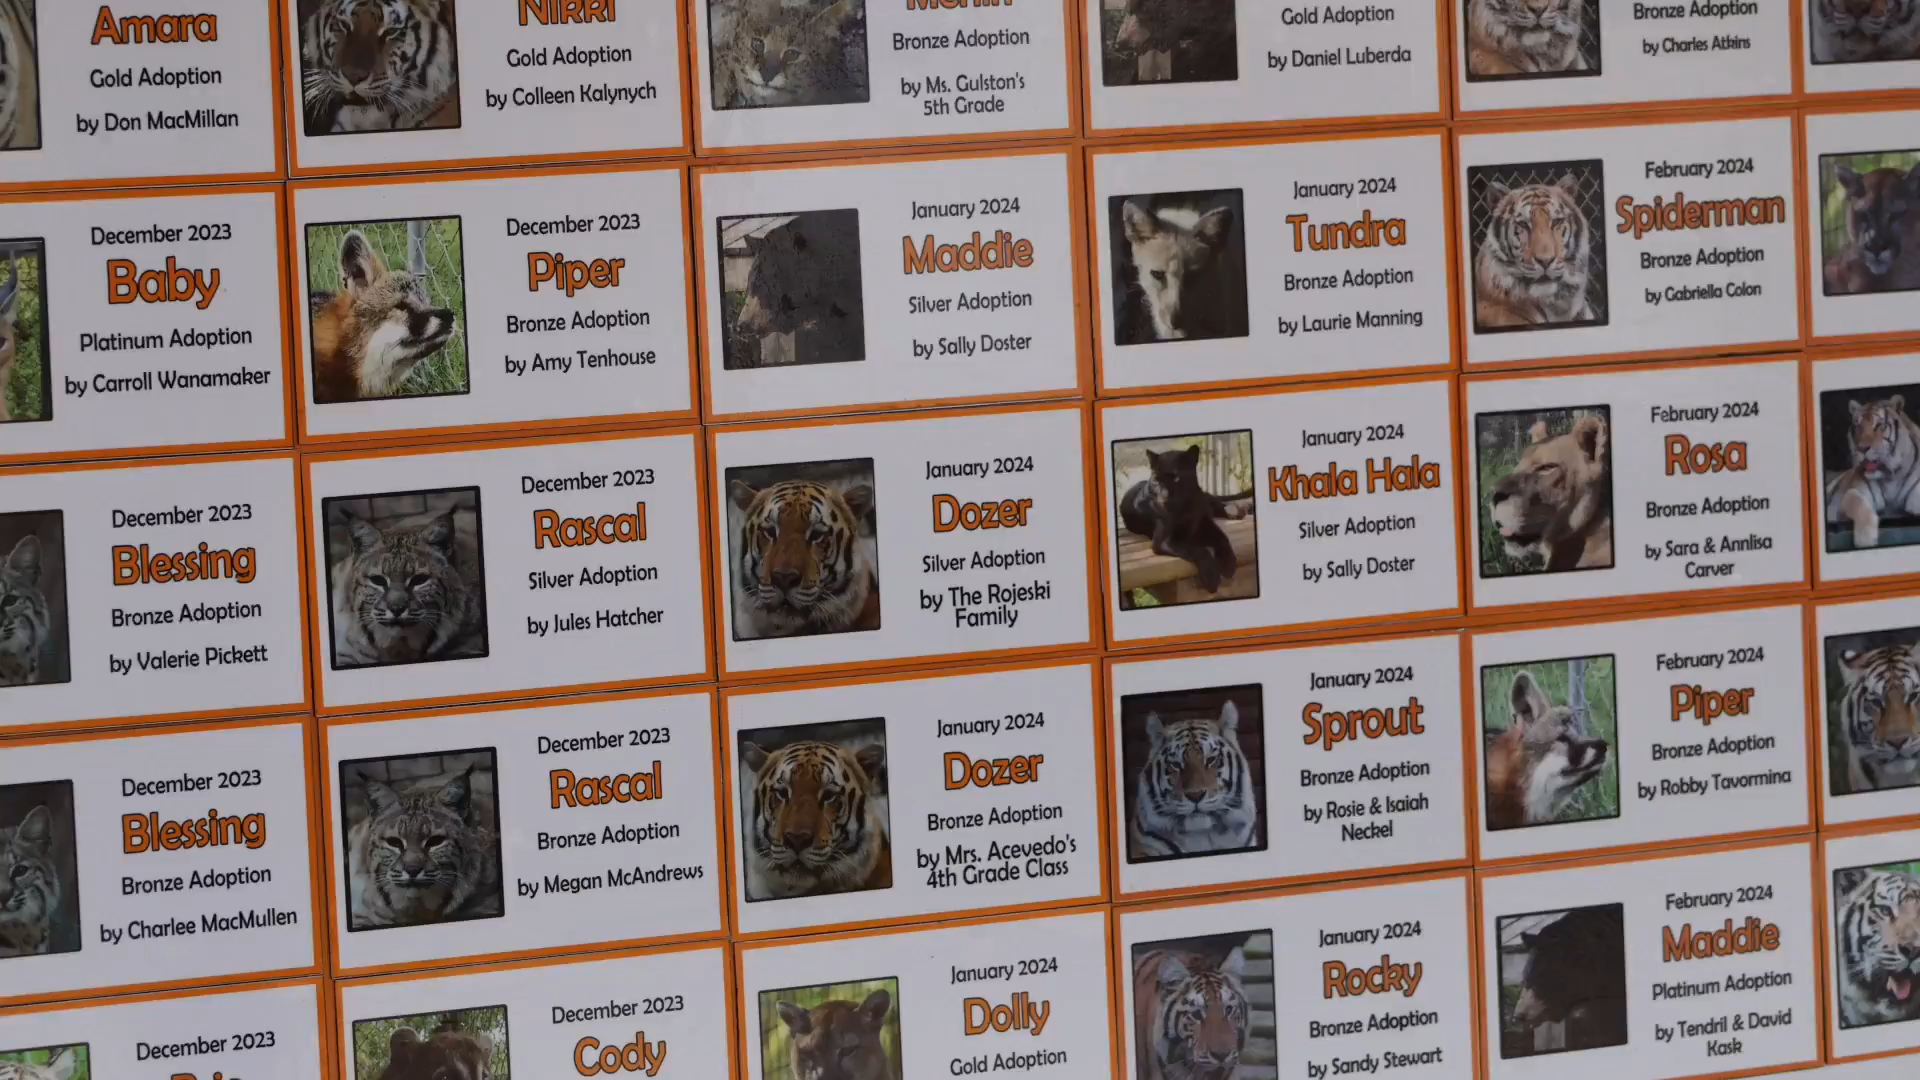 Amara
Gold Adoption
by Don MacMillan
December 2023
Baby
Platinum Adoption
by Carroll Wanamaker
December 2023
Blessing
Bronze Adoption
by Valerie Pickett
December 2023
Blessing
Bronze Adoption
by Charlee MacMullen
December 2023
Nikki
Gold Adoption
by Colleen Kalynych
December 2023
Piper
Bronze Adoption
by Amy Tenhouse
December 2023
Rascal
Silver Adoption
by Jules Hatcher
December 2023
Rascal
Bronze Adoption
by Megan McAndrews
December 2023
Cody
Bronze Adoption
by Ms. Gulston's
5th Grade
January 2024
Maddie
Silver Adoption
by Sally Doster
January 2024
Dozer
Silver Adoption
by The Rojeski
Family
January 2024
Dozer
Bronze Adoption
by Mrs. Acevedo's
4th Grade Class
January 2024
Dolly
Gold Adoption
Gold Adoption
by Daniel Luberda
January 2024
Tundra
Bronze Adoption
by Laurie Manning
January 2024
Khala Hala
Silver Adoption
by Sally Doster
January 2024
Sprout
Bronze Adoption
by Rosie & Isaiah
Neckel
January 2024
Rocky
Bronze Adoption
by Sandy Stewart
Bronze Adoption
by Charles Atkins
February 2024
Spiderman
Bronze Adoption
by Gabriella Colon
February 2024
Rosa
Bronze Adoption
by Sara & Annlisa
Carver
February 2024
Piper
Bronze Adoption
by Robby Tavormina
February 2024
Maddie
Platinum Adoption
by Tendril & David
Kask